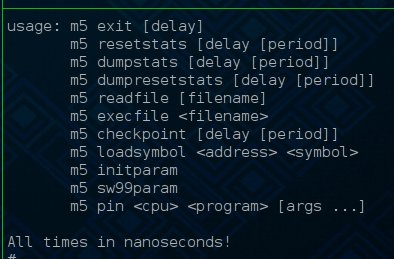 usage: m5 exit [delay]
m5 resetstats [delay [period]]
m5 dumpstats [delay [period]]
m5 dumpresetstats [delay [period]]
m5 readfile [filename]
m5 execfile <filename>
m5 checkpoint [delay [period]]
m5 loadsymbol <address> <symbol>
m5 initparam
m5 sw99param
m5 pin <cpu> <program> [args ...]
All times in nanoseconds!
#